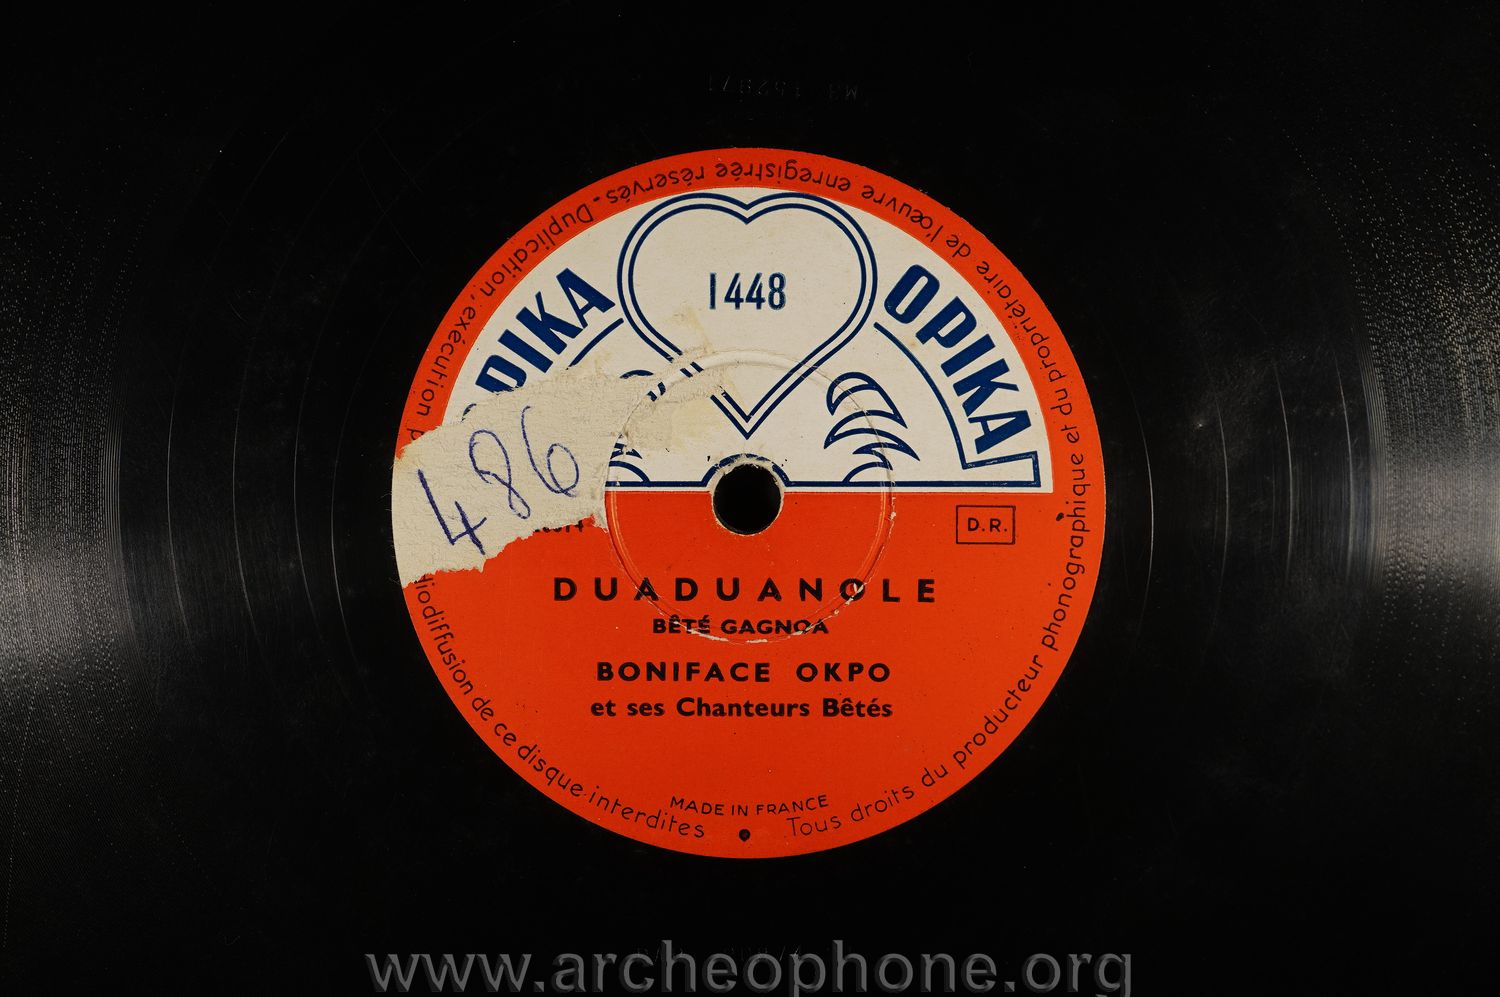 Tous droits du producteur phonographique et du propriétaire de l'œuvre enregistrée réservés - Duplication, exécution
diodiffusion de ce disque interdites
1448
OPIKA
OPIKA
486
D.R.
DUADUANOLE
BÊTÉ GAGNOA
BONIFACE OKPO
et ses Chanteurs Bêtés
MADE IN FRANCE
www.archeophone.org